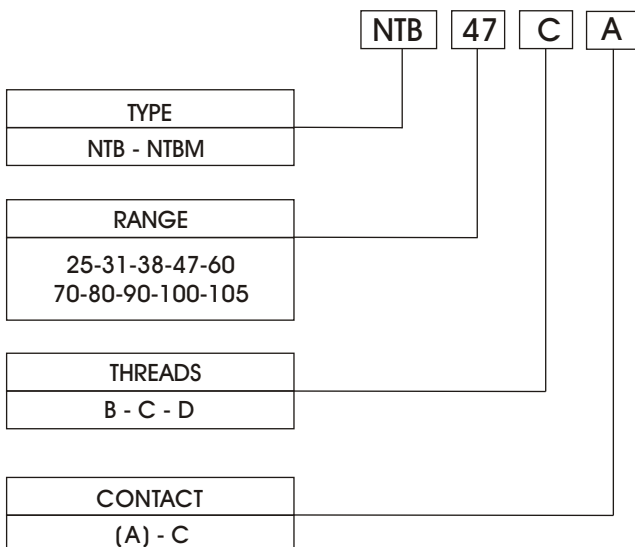 NTB 47 C A
TYPE
NTB - NTBM
RANGE
25-31-38-47-60
70-80-90-100-105
THREADS
B - C - D
CONTACT
(A) - C